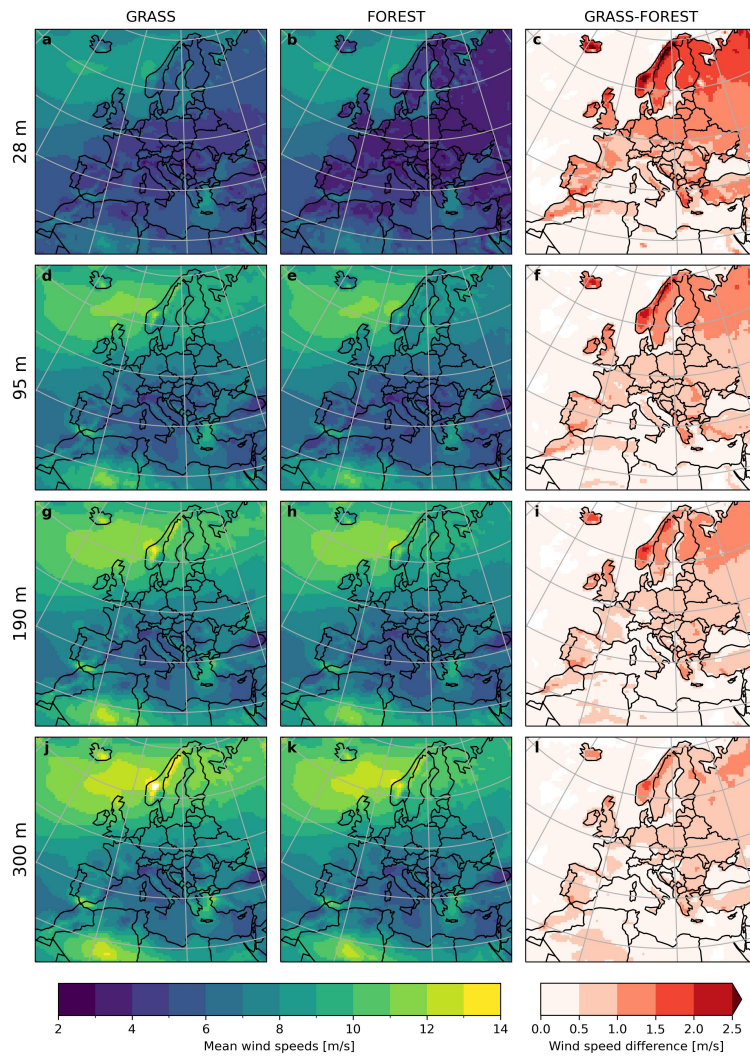 GRASS FOREST GRASS-FOREST
a b c
28 m
d e f
95 m
g h i
190 m
j k l
300 m
2 4 6 8 10 12 14 0.0 0.5 1.0 1.5 2.0 2.5
Mean wind speeds [m/s] Wind speed difference [m/s]